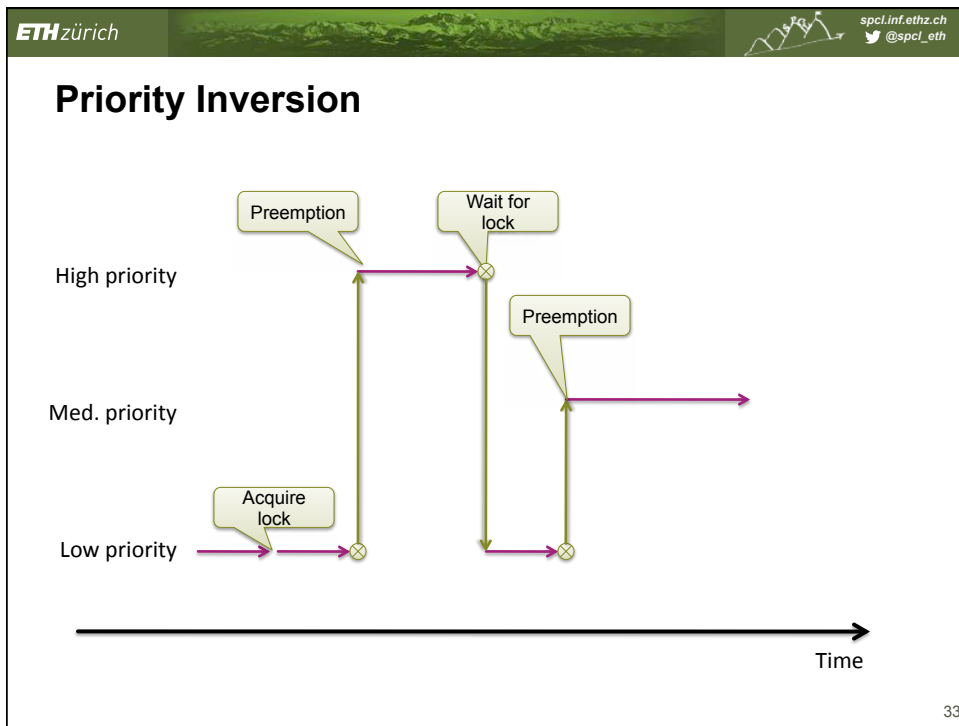 ETH zürich
spcl.inf.ethz.ch
@spcl_eth
Priority Inversion
Preemption
Wait for
lock
High priority
Preemption
Med. priority
Acquire
lock
Low priority
Time
33